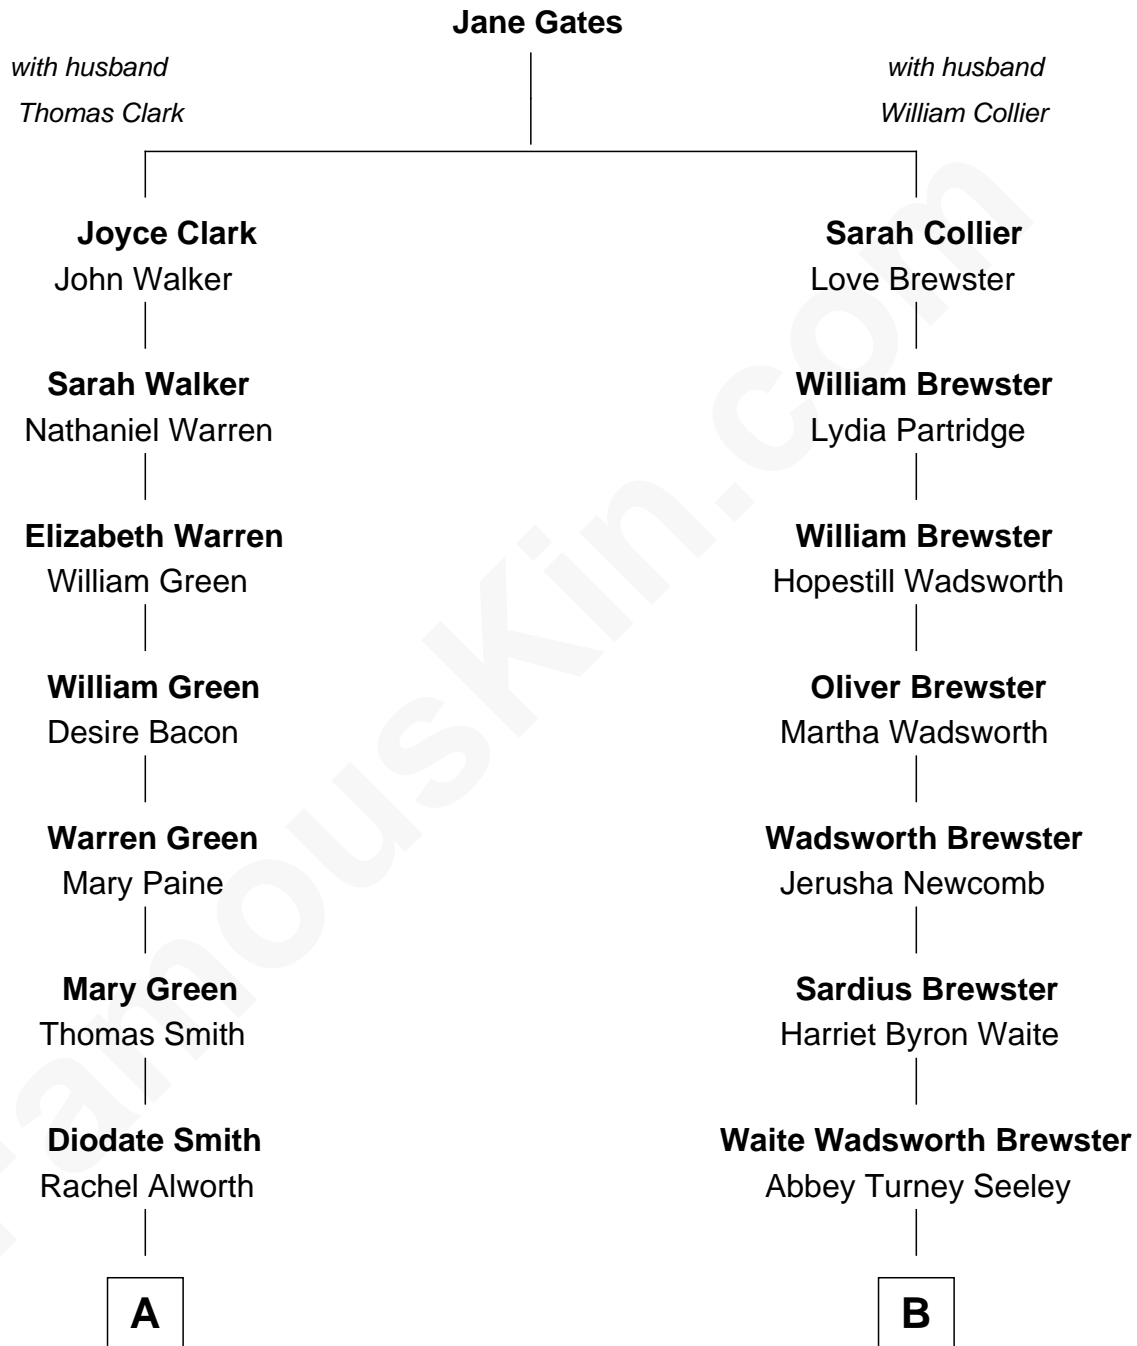 Jane Gates
with husband
Thomas Clark
with husband
William Collier
Joyce Clark
John Walker
Sarah Walker
Nathaniel Warren
Elizabeth Warren
William Green
William Green
Desire Bacon
Warren Green
Mary Paine
Mary Green
Thomas Smith
Diodate Smith
Rachel Alworth
A
Sarah Collier
Love Brewster
William Brewster
Lydia Partridge
William Brewster
Hopestill Wadsworth
Oliver Brewster
Martha Wadsworth
Wadsworth Brewster
Jerusha Newcomb
Sardius Brewster
Harriet Byron Waite
Waite Wadsworth Brewster
Abbey Turney Seeley
B
FamousKin.com